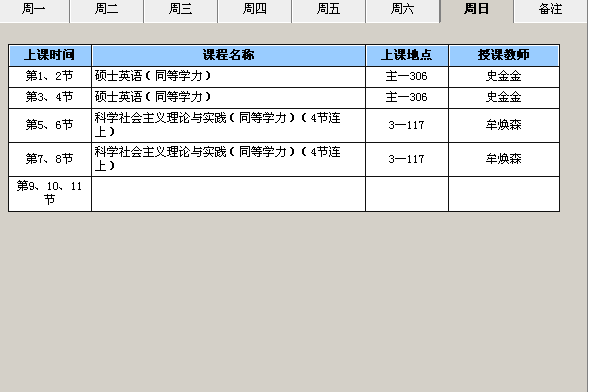 周一 周二 周三 周四 周五 周六 周日 备注
上课时间 课程名称 上课地点 授课教师
第1、2节 硕士英语(同等学力) 主一306 史金金
第3、4节 硕士英语(同等学力) 主一306 史金金
第5、6节 科学社会主义理论与实践(同等学力)(4节连
上) 3一117 牟焕森
第7、8节 科学社会主义理论与实践(同等学力)(4节连
上) 3一117 牟焕森
第9、10、11
节